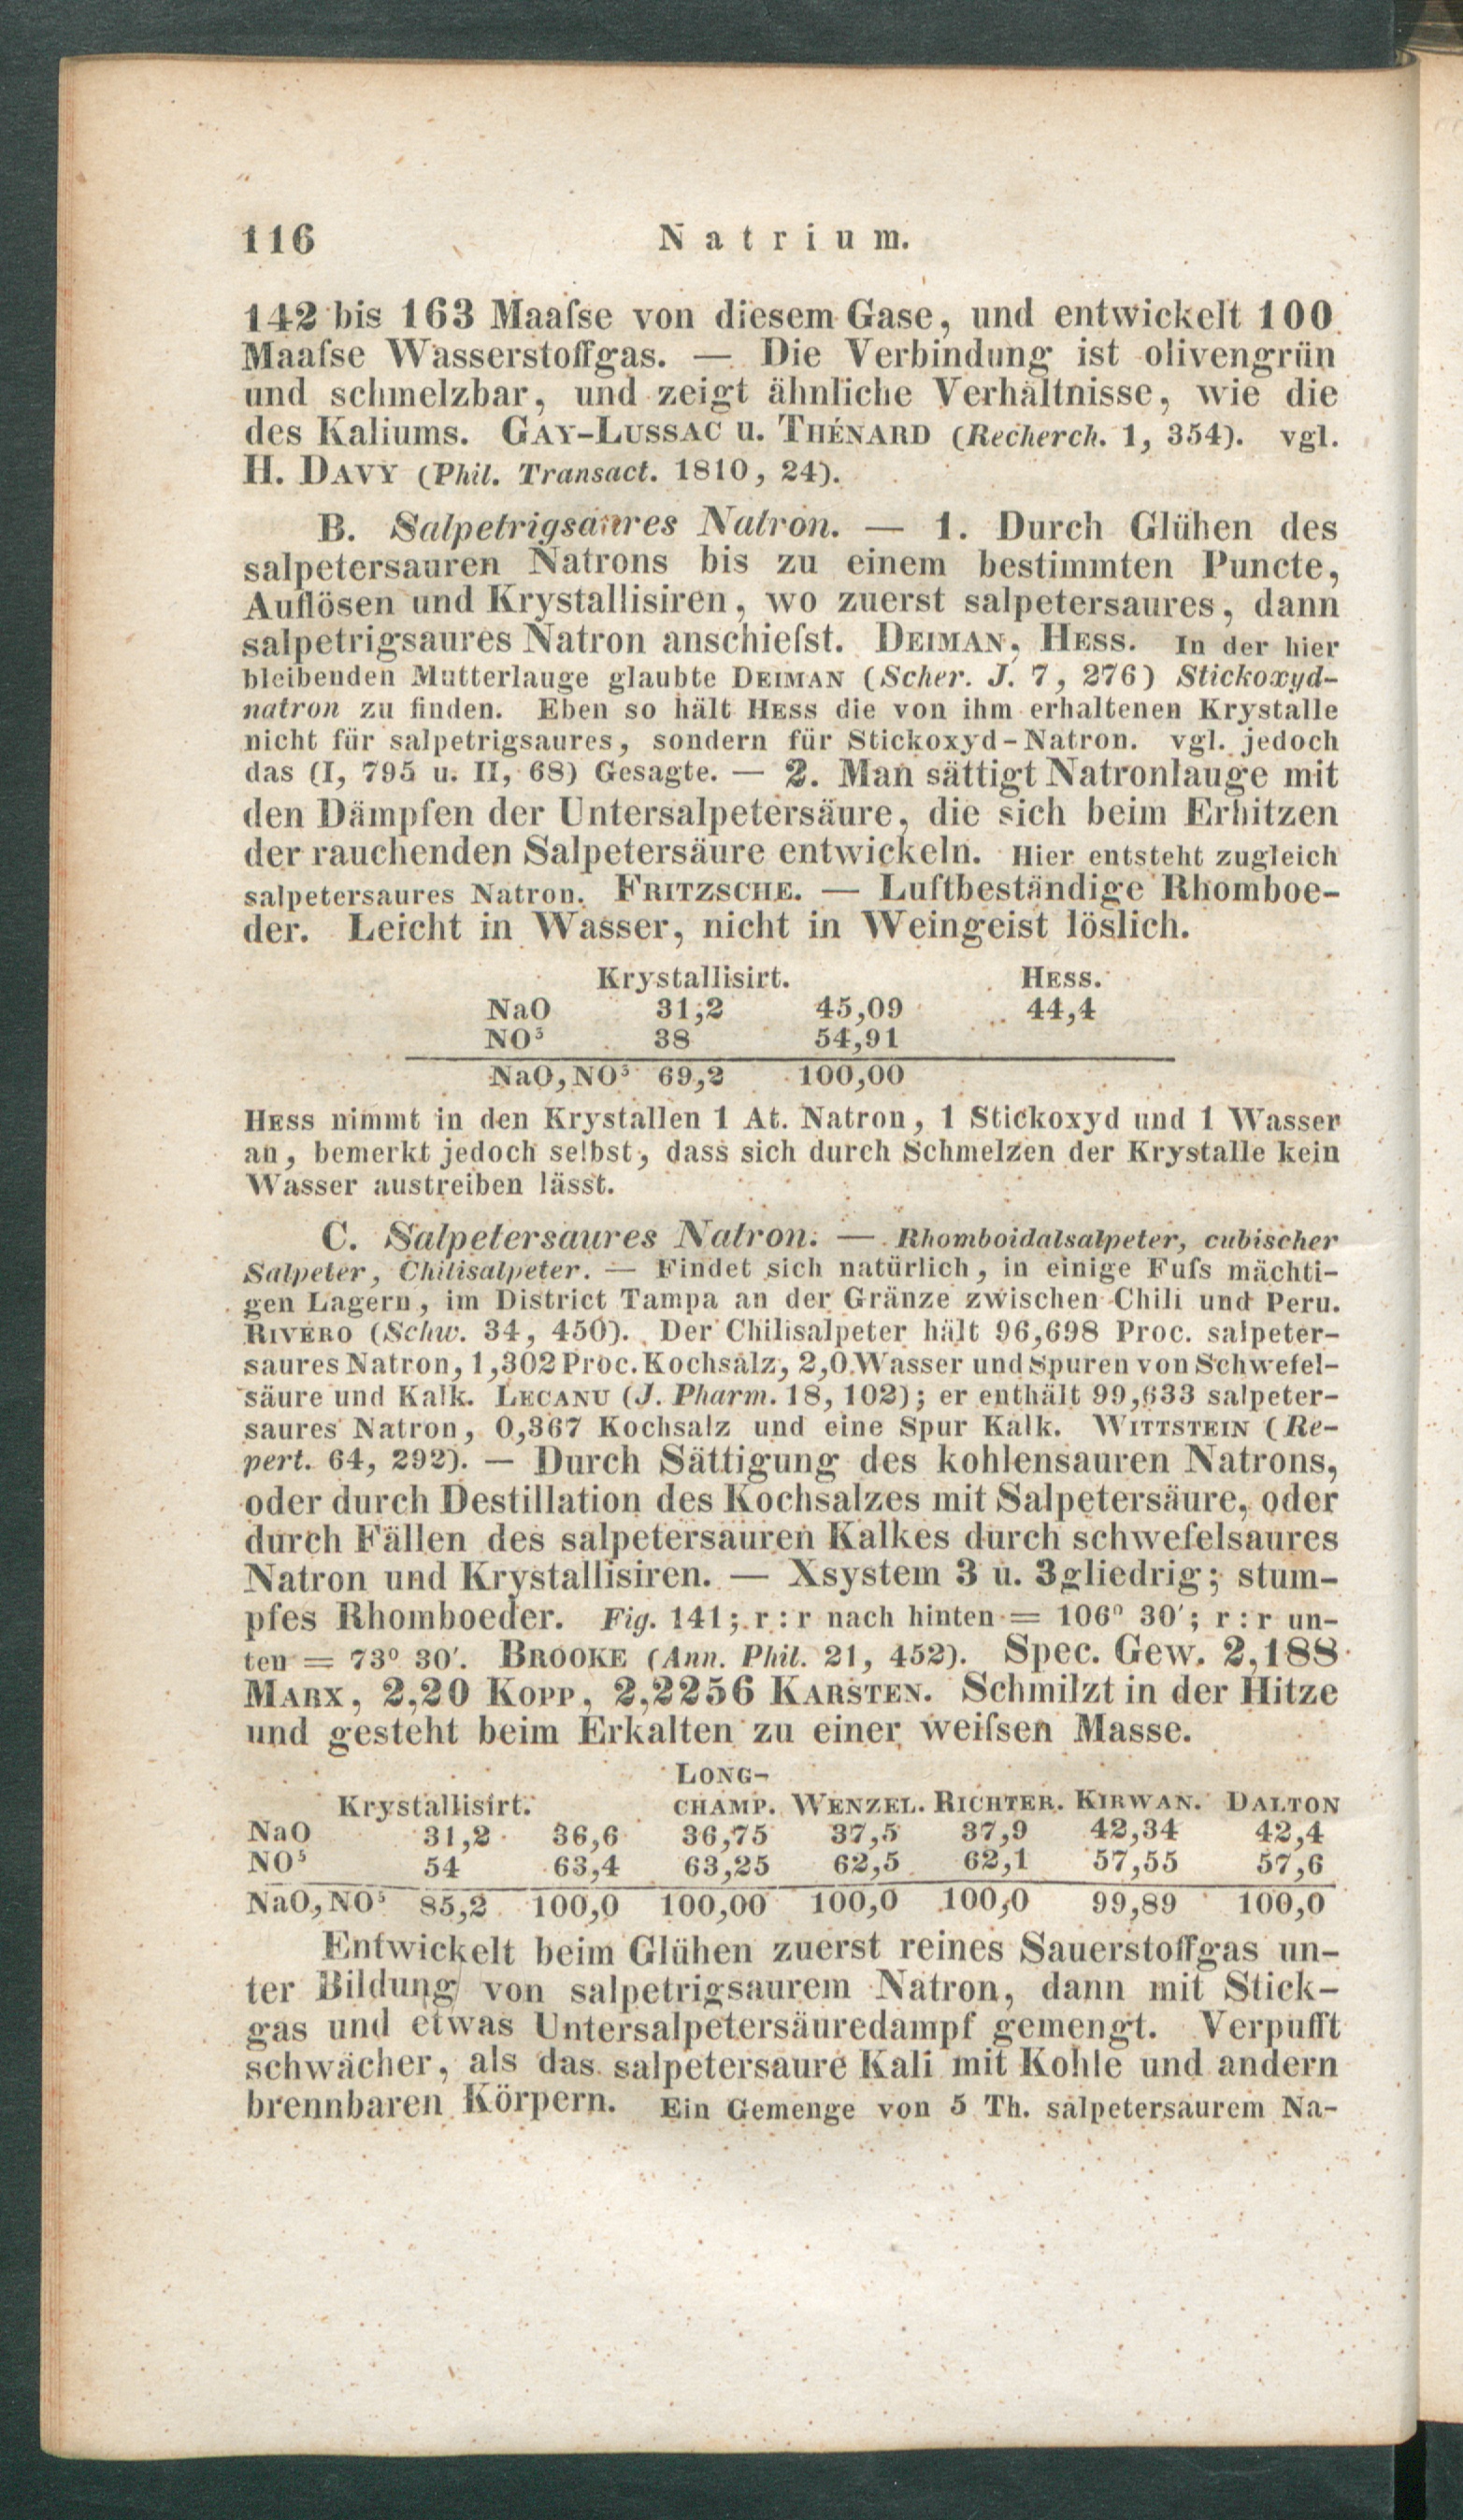 116 Natrium.
142 bis 163 Maaſse von diesem Gase, und entwickelt 100
Maaſse Wasserstoffgas. — Die Verbindung ist olivengrün
und schmelzbar, und zeigt ähnliche Verhältnisse, wie die
des Kaliums. GAY-LUSSAC u. THÉNARD (Recherch. 1, 354). vgl.
H. DAVY (Phil. Transact. 1810, 24).
B. Salpetrigsaures Natron. — 1. Durch Glühen des
salpetersauren Natrons bis zu einem bestimmten Puncte,
Auflösen und Krystallisiren, wo zuerst salpetersaures, dann
salpetrigsaures Natron anschieſst. DEIMAN, HESS. In der hier
bleibenden Mutterlauge glaubte DEIMAN (Scher. J. 7, 276) Stickoxyd-
natron zu finden. Eben so hält HESS die von ihm erhaltenen Krystalle
nicht für salpetrigsaures, sondern für Stickoxyd-Natron. vgl. jedoch
das (I, 795 u. II, 68) Gesagte. — 2. Man sättigt Natronlauge mit
den Dämpfen der Untersalpetersäure, die sich beim Erhitzen
der rauchenden Salpetersäure entwickeln. Hier entsteht zugleich
salpetersaures Natron. FRITZSCHE. — Luftbeständige Rhomboe-
der. Leicht in Wasser, nicht in Weingeist löslich.
Krystallisirt. HESS.
NaO 31,2 45,09 44,4
NO³ 38 54,91
NaO,NO³ 69,2 100,00
HESS nimmt in den Krystallen 1 At. Natron, 1 Stickoxyd und 1 Wasser
an, bemerkt jedoch selbst, dass sich durch Schmelzen der Krystalle kein
Wasser austreiben lässt.
C. Salpetersaures Natron. — Rhomboidalsalpeter, cubischer
Salpeter, Chilisalpeter. — Findet sich natürlich, in einige Fuſs mächti-
gen Lagern, im District Tampa an der Gränze zwischen Chili und Peru.
RIVERO (Schw. 34, 450). Der Chilisalpeter hält 96,698 Proc. salpeter-
saures Natron, 1,302 Proc. Kochsalz, 2,0 Wasser und Spuren von Schwefel-
säure und Kalk. LECANU (J. Pharm. 18, 102); er enthält 99,633 salpeter-
saures Natron, 0,367 Kochsalz und eine Spur Kalk. WITTSTEIN (Re-
pert. 64, 292). — Durch Sättigung des kohlensauren Natrons,
oder durch Destillation des Kochsalzes mit Salpetersäure, oder
durch Fällen des salpetersauren Kalkes durch schwefelsaures
Natron und Krystallisiren. — Xsystem 3 u. 3gliedrig; stum-
pfes Rhomboeder. Fig. 141; r : r nach hinten = 106° 30′; r : r un-
ten = 73° 30′. BROOKE (Ann. Phil. 21, 452). Spec. Gew. 2,188
MARX, 2,20 KOPP, 2,2256 KARSTEN. Schmilzt in der Hitze
und gesteht beim Erkalten zu einer weiſsen Masse.
LONG-
Krystallisirt. CHAMP. WENZEL. RICHTER. KIRWAN. DALTON
NaO 31,2 36,6 36,75 37,5 37,9 42,34 42,4
NO⁵ 54 63,4 63,25 62,5 62,1 57,55 57,6
NaO,NO⁵ 85,2 100,0 100,00 100,0 100,0 99,89 100,0
Entwickelt beim Glühen zuerst reines Sauerstoffgas un-
ter Bildung von salpetrigsaurem Natron, dann mit Stick-
gas und etwas Untersalpetersäuredampf gemengt. Verpufft
schwächer, als das salpetersaure Kali mit Kohle und andern
brennbaren Körpern. Ein Gemenge von 5 Th. salpetersaurem Na-